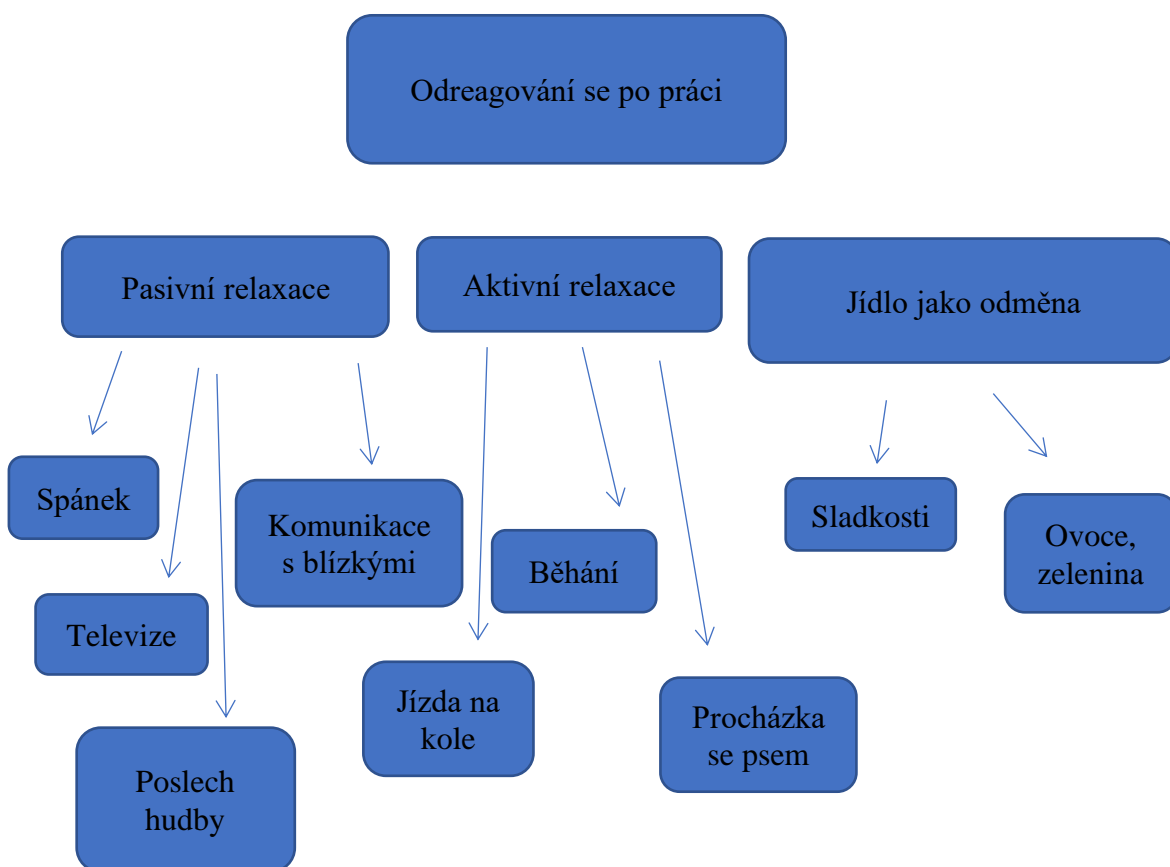 Odreagování se po práci
Pasivní relaxace
Aktivní relaxace
Jídlo jako odměna
Spánek
Televize
Poslech
hudby
Komunikace
s blízkými
Jízda na
kole
Běhání
Procházka
se psem
Sladkosti
Ovoce,
zelenina